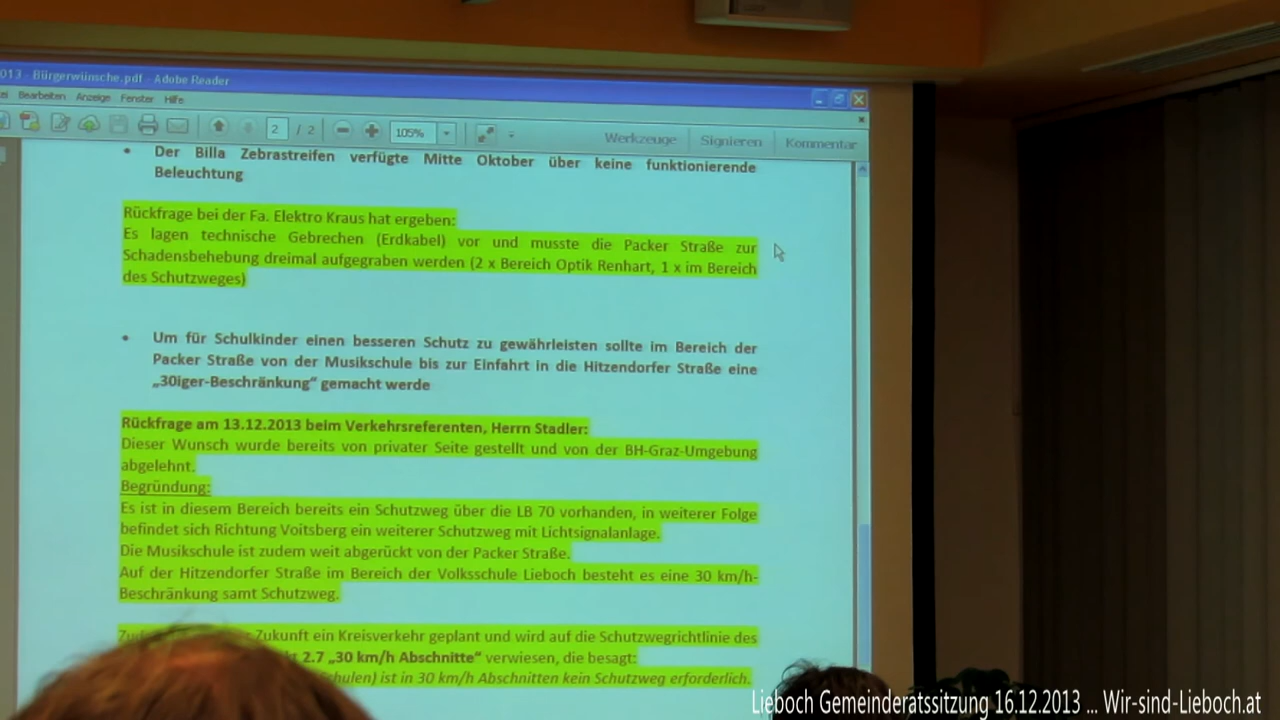 013 - Bürgerwünsche.pdf - Adobe Reader
Bearbeiten Anzeige Fenster Hilfe
2 / 2 105% Werkzeuge Signieren Kommentar
• Der Billa Zebrastreifen verfügte Mitte Oktober über keine funktionierende
Beleuchtung
Rückfrage bei der Fa. Elektro Kraus hat ergeben:
Es lagen technische Gebrechen (Erdkabel) vor und musste die Packer Straße zur
Schadensbehebung dreimal aufgegraben werden (2 x Bereich Optik Renhart, 1 x im Bereich
des Schutzweges)
• Um für Schulkinder einen besseren Schutz zu gewährleisten sollte im Bereich der
Packer Straße von der Musikschule bis zur Einfahrt in die Hitzendorfer Straße eine
„30iger-Beschränkung“ gemacht werde
Rückfrage am 13.12.2013 beim Verkehrsreferenten, Herrn Stadler:
Dieser Wunsch wurde bereits von privater Seite gestellt und von der BH-Graz-Umgebung
abgelehnt.
Begründung:
Es ist in diesem Bereich bereits ein Schutzweg über die LB 70 vorhanden, in weiterer Folge
befindet sich Richtung Voitsberg ein weiterer Schutzweg mit Lichtsignalanlage.
Die Musikschule ist zudem weit abgerückt von der Packer Straße.
Auf der Hitzendorfer Straße im Bereich der Volksschule Lieboch besteht es eine 30 km/h-
Beschränkung samt Schutzweg.
Zukunft ein Kreisverkehr geplant und wird auf die Schutzwegrichtlinie des
2.7 „30 km/h Abschnitte“ verwiesen, die besagt:
ist in 30 km/h Abschnitten kein Schutzweg erforderlich.
Lieboch Gemeinderatssitzung 16.12.2013 ... Wir-sind-Lieboch.at